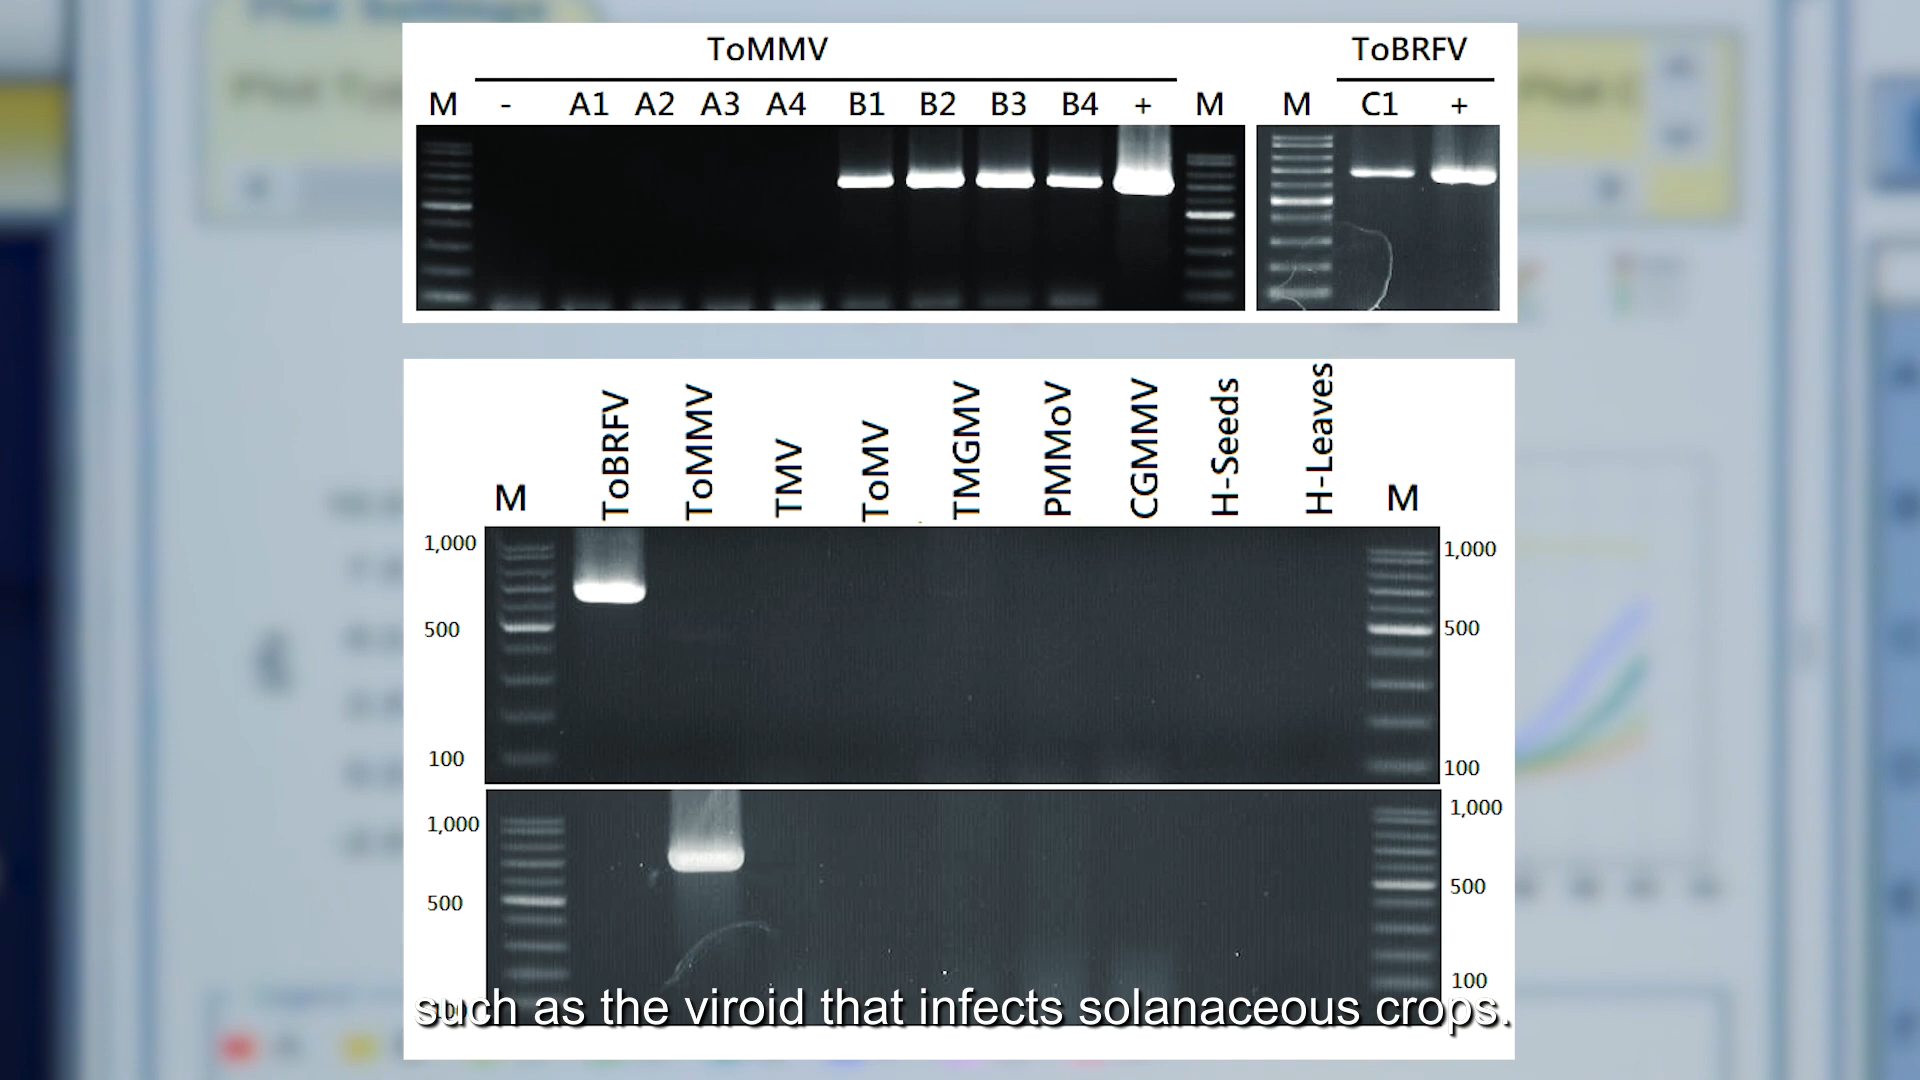 ToMMV
ToBRFV
M - A1 A2 A3 A4 B1 B2 B3 B4 + M
M C1 +
M ToBRFV ToMMV TMV ToMV TMGMV PMMoV CGMMV H-Seeds H-Leaves M
1,000 1,000
500 500
100 100
1,000 1,000
500 500
100 100
such as the viroid that infects solanaceous crops.